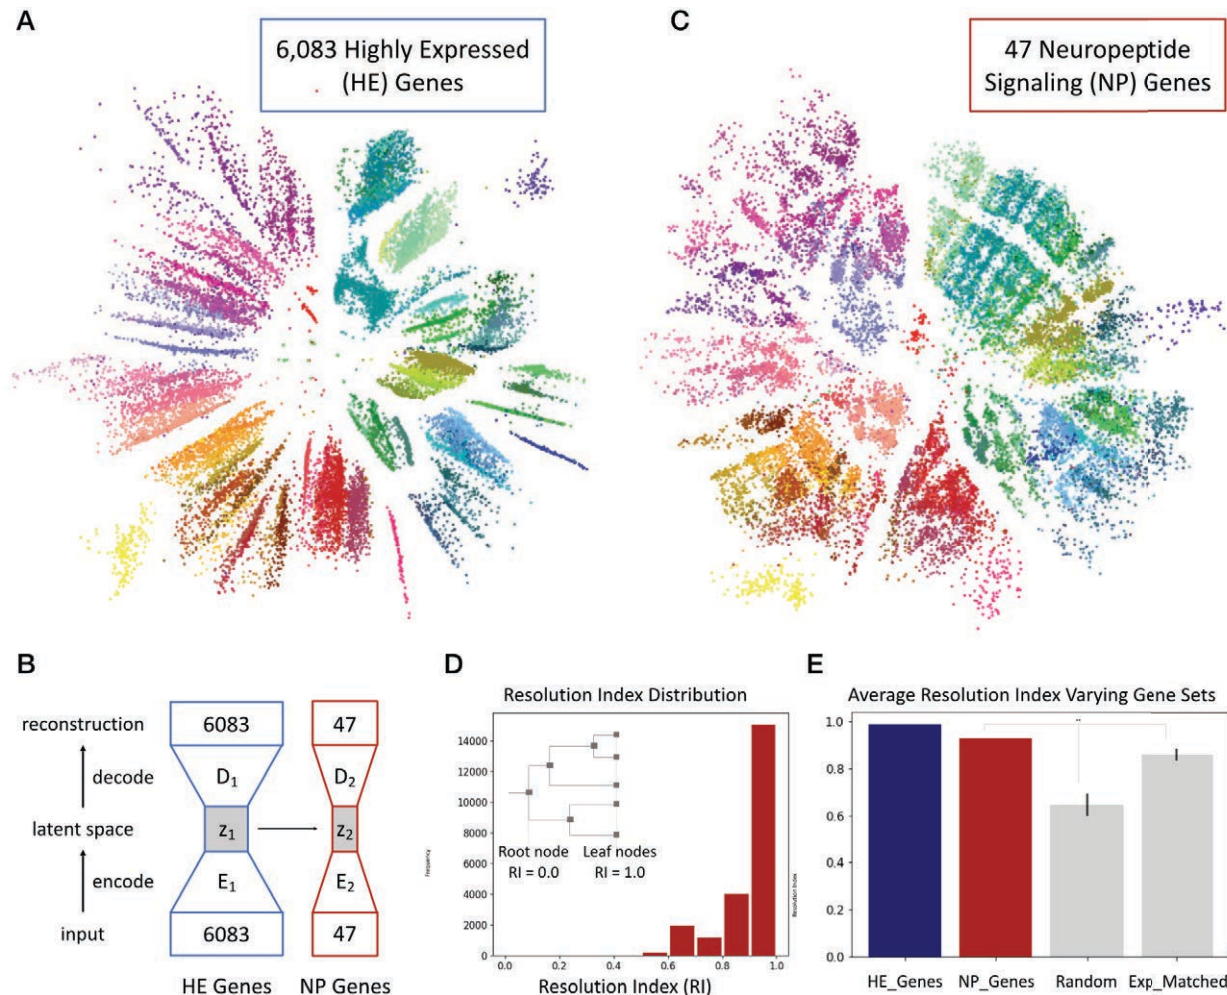 A
6,083 Highly Expressed
(HE) Genes
C
47 Neuropeptide
Signaling (NP) Genes
B
reconstruction
decode
latent space
encode
input
6083
D1
z1
E1
6083
HE Genes
47
D2
z2
E2
47
NP Genes
D
Resolution Index Distribution
Frequency
14000
12000
10000
8000
6000
4000
2000
0
Root node
RI = 0.0
Leaf nodes
RI = 1.0
0.0
0.2
0.4
0.6
0.8
1.0
Resolution Index (RI)
E
Average Resolution Index Varying Gene Sets
Resolution Index
1.0
0.8
0.6
0.4
0.2
0.0
**
HE_Genes
NP_Genes
Random
Exp_Matched